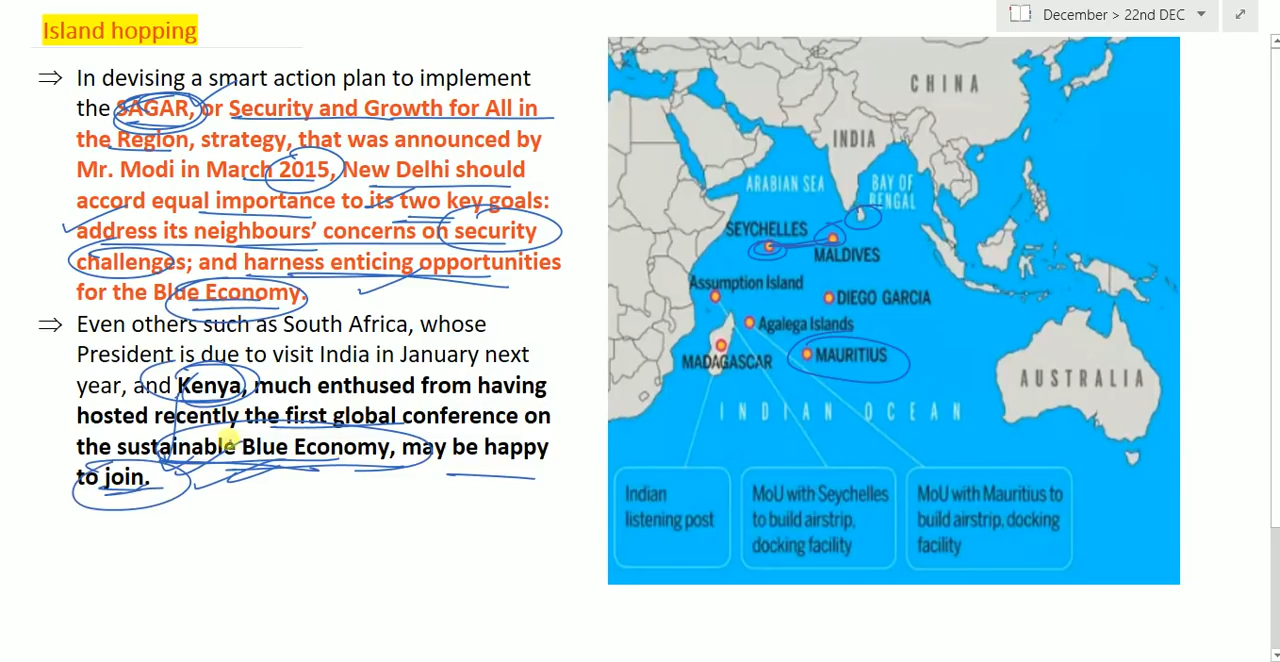 December > 22nd DEC
Island hopping
⇒ In devising a smart action plan to implement
the SAGAR, or Security and Growth for All in
the Region, strategy, that was announced by
Mr. Modi in March 2015, New Delhi should
accord equal importance to its two key goals:
address its neighbours' concerns on security
challenges; and harness enticing opportunities
for the Blue Economy.
⇒ Even others such as South Africa, whose
President is due to visit India in January next
year, and Kenya, much enthused from having
hosted recently the first global conference on
the sustainable Blue Economy, may be happy
to join.
CHINA
INDIA
ARABIAN SEA
BAY OF
BENGAL
SEYCHELLES
MALDIVES
Assumption Island
DIEGO GARCIA
Agalega Islands
MADAGASCAR
MAURITIUS
AUSTRALIA
INDIAN OCEAN
Indian
listening post
MoU with Seychelles
to build airstrip,
docking facility
MoU with Mauritius to
build airstrip, docking
facility